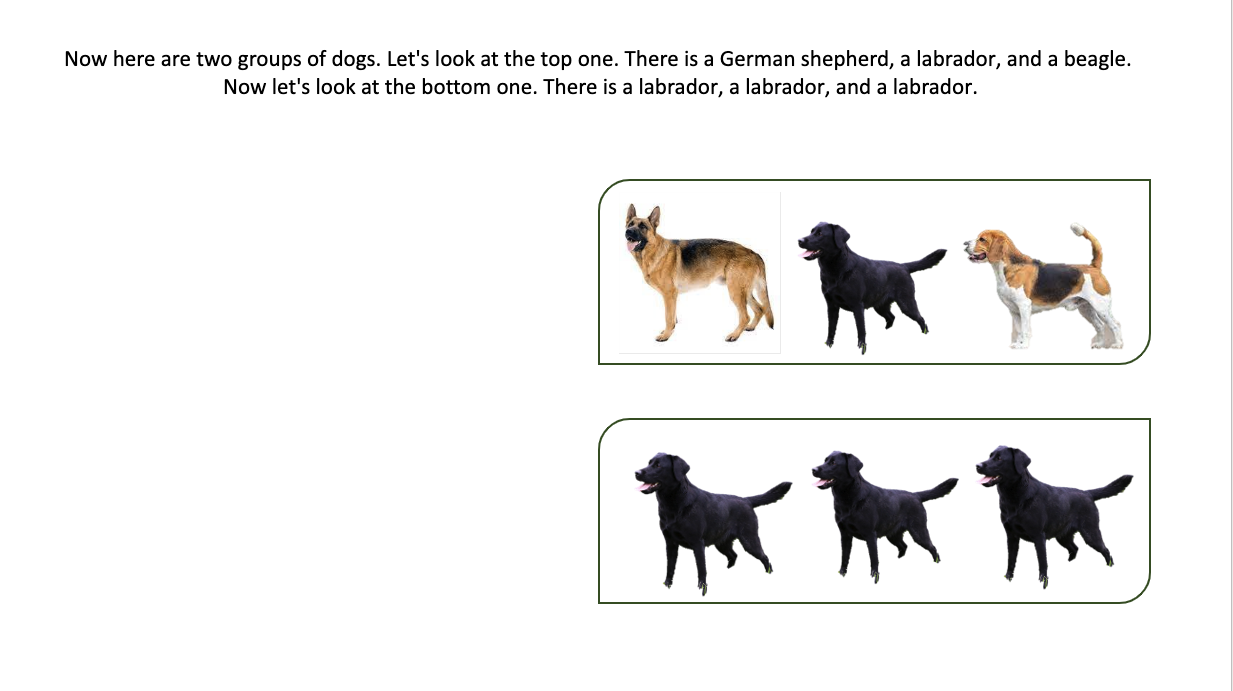 Now here are two groups of dogs. Let's look at the top one. There is a German shepherd, a labrador, and a beagle.
Now let's look at the bottom one. There is a labrador, a labrador, and a labrador.